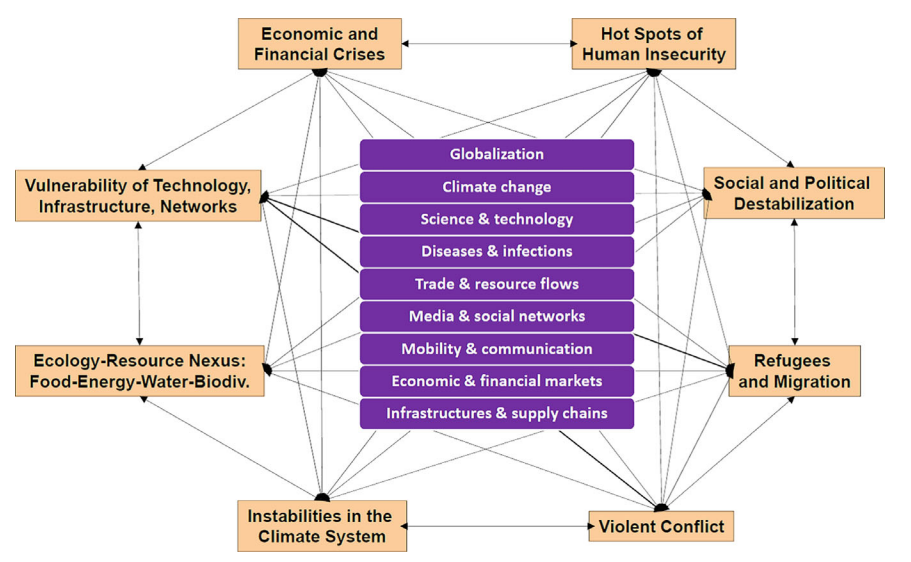 Economic and
Financial Crises
Hot Spots of
Human Insecurity
Globalization
Vulnerability of Technology,
Infrastructure, Networks
Climate change
Social and Political
Destabilization
Science & technology
Diseases & infections
Trade & resource flows
Media & social networks
Mobility & communication
Ecology-Resource Nexus:
Food-Energy-Water-Biodiv.
Refugees
and Migration
Economic & financial markets
Infrastructures & supply chains
Instabilities in the
Climate System
Violent Conflict